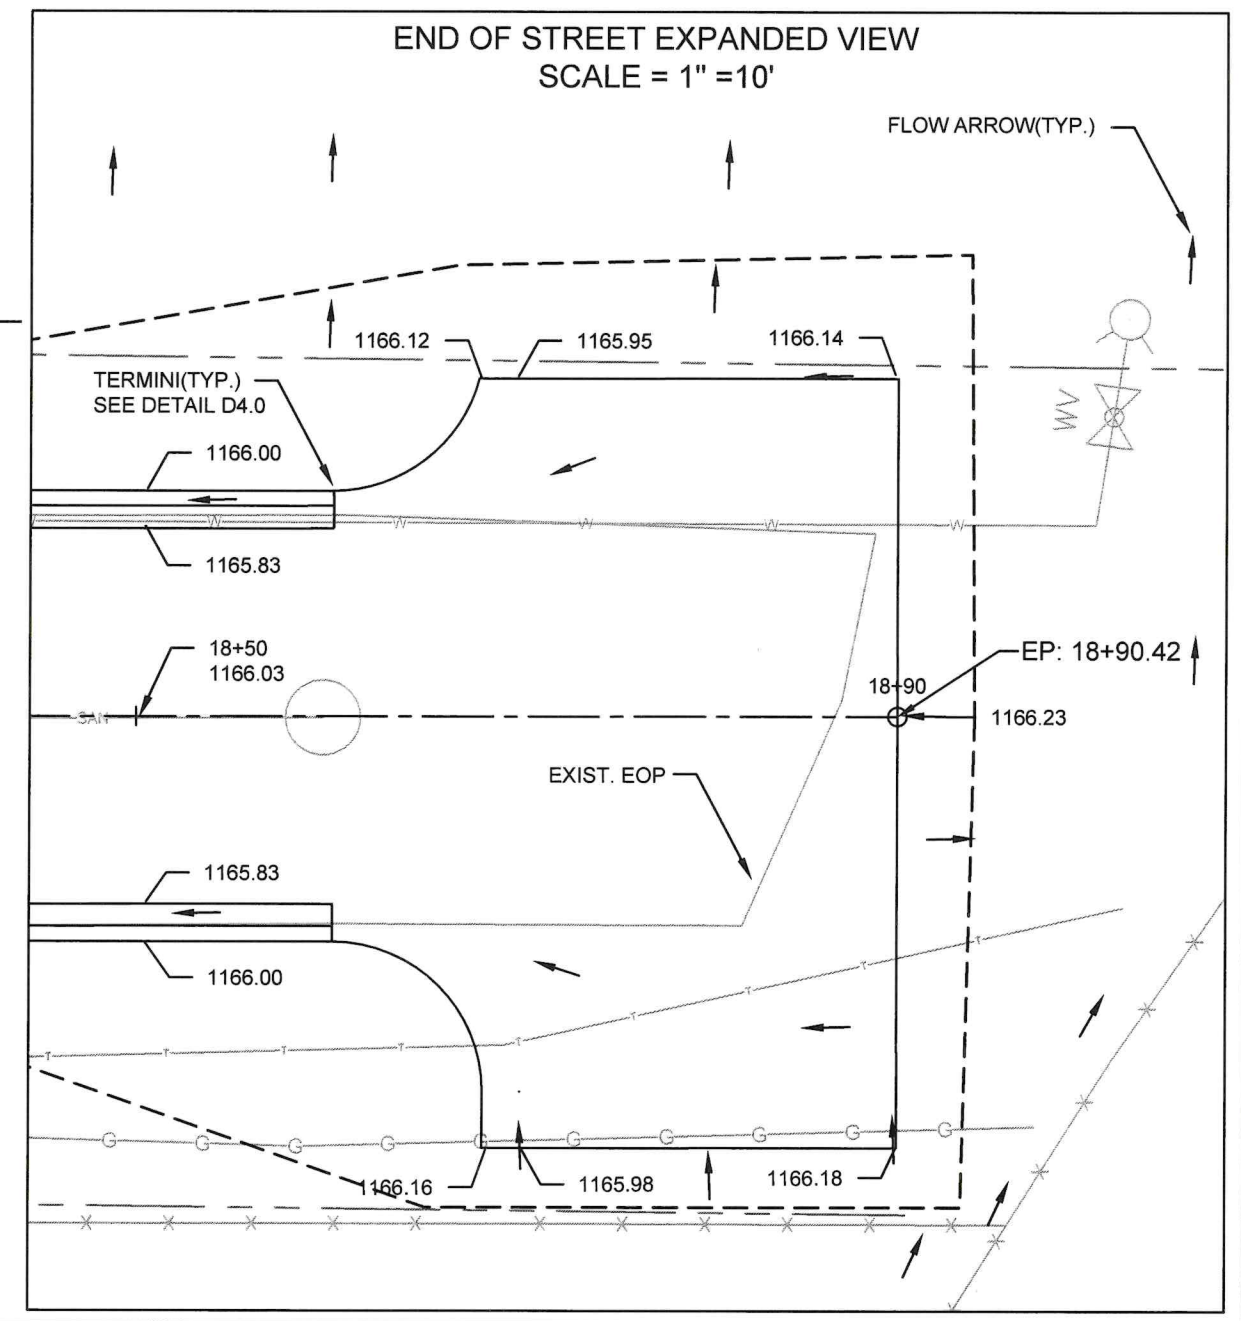 END OF STREET EXPANDED VIEW
SCALE = 1" =10'
FLOW ARROW(TYP.)
1166.12
1165.95
1166.14
TERMINI(TYP.)
SEE DETAIL D4.0
WV
1166.00
W W W W W
1165.83
18+50
1166.03
EP: 18+90.42
18+90
SAN
1166.23
EXIST. EOP
1165.83
1166.00
T T T T T T T T T
G G G G G G G G G G
1166.16
1165.98
1166.18